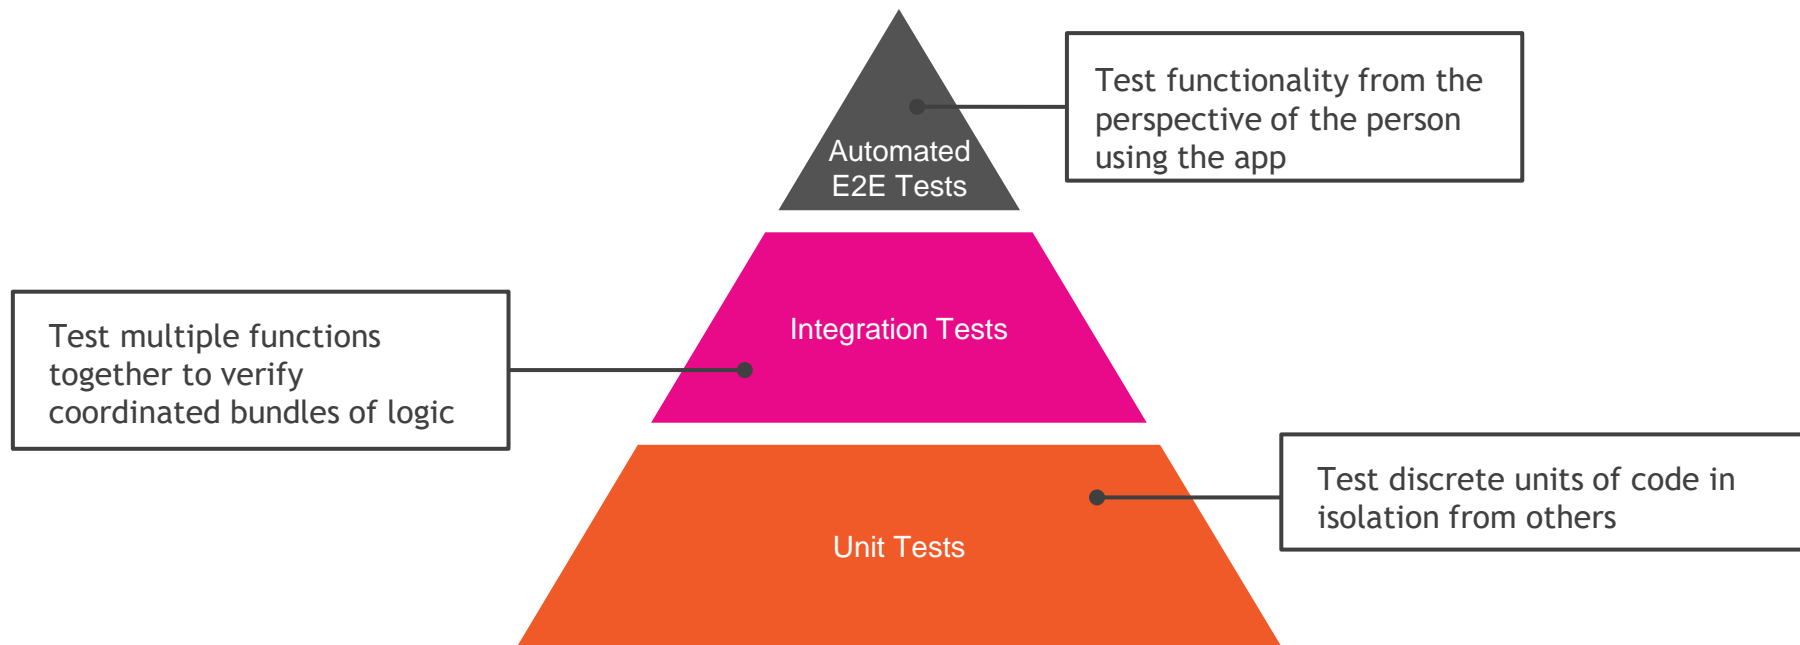 Test functionality from the
perspective of the person
using the app
Automated
E2E Tests
Integration Tests
Test multiple functions
together to verify
coordinated bundles of logic
Test discrete units of code in
isolation from others
Unit Tests